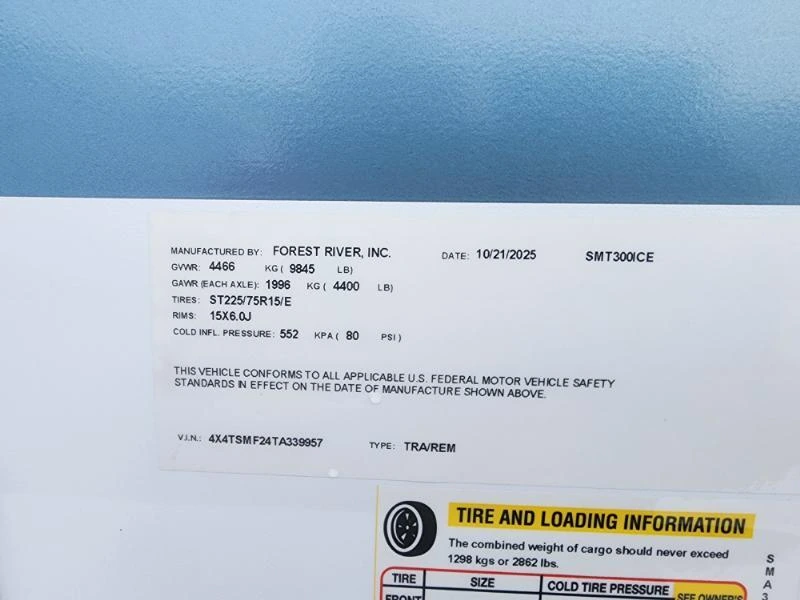 MANUFACTURED BY: FOREST RIVER, INC. DATE: 10/21/2025 SMT300ICE
GVWR: 4466 KG ( 9845 LB)
GAWR (EACH AXLE): 1996 KG ( 4400 LB)
TIRES: ST225/75R15/E
RIMS: 15X6.0J
COLD INFL. PRESSURE: 552 KPA ( 80 PSI )
THIS VEHICLE CONFORMS TO ALL APPLICABLE U.S. FEDERAL MOTOR VEHICLE SAFETY
STANDARDS IN EFFECT ON THE DATE OF MANUFACTURE SHOWN ABOVE.
V.I.N.: 4X4TSMF24TA339957 TYPE: TRA/REM
TIRE AND LOADING INFORMATION
The combined weight of cargo should never exceed
1298 kgs or 2862 lbs.
TIRE SIZE COLD TIRE PRESSURE SEE OWNER'S
FRONT
SMA3